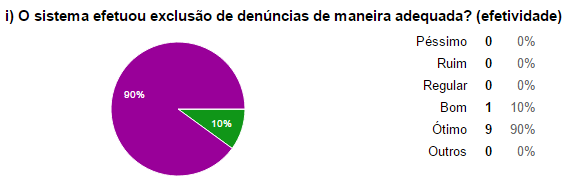 i) O sistema efetuou exclusão de denúncias de maneira adequada? (efetividade)
90%
10%
Péssimo 0 0%
Ruim 0 0%
Regular 0 0%
Bom 1 10%
Ótimo 9 90%
Outros 0 0%